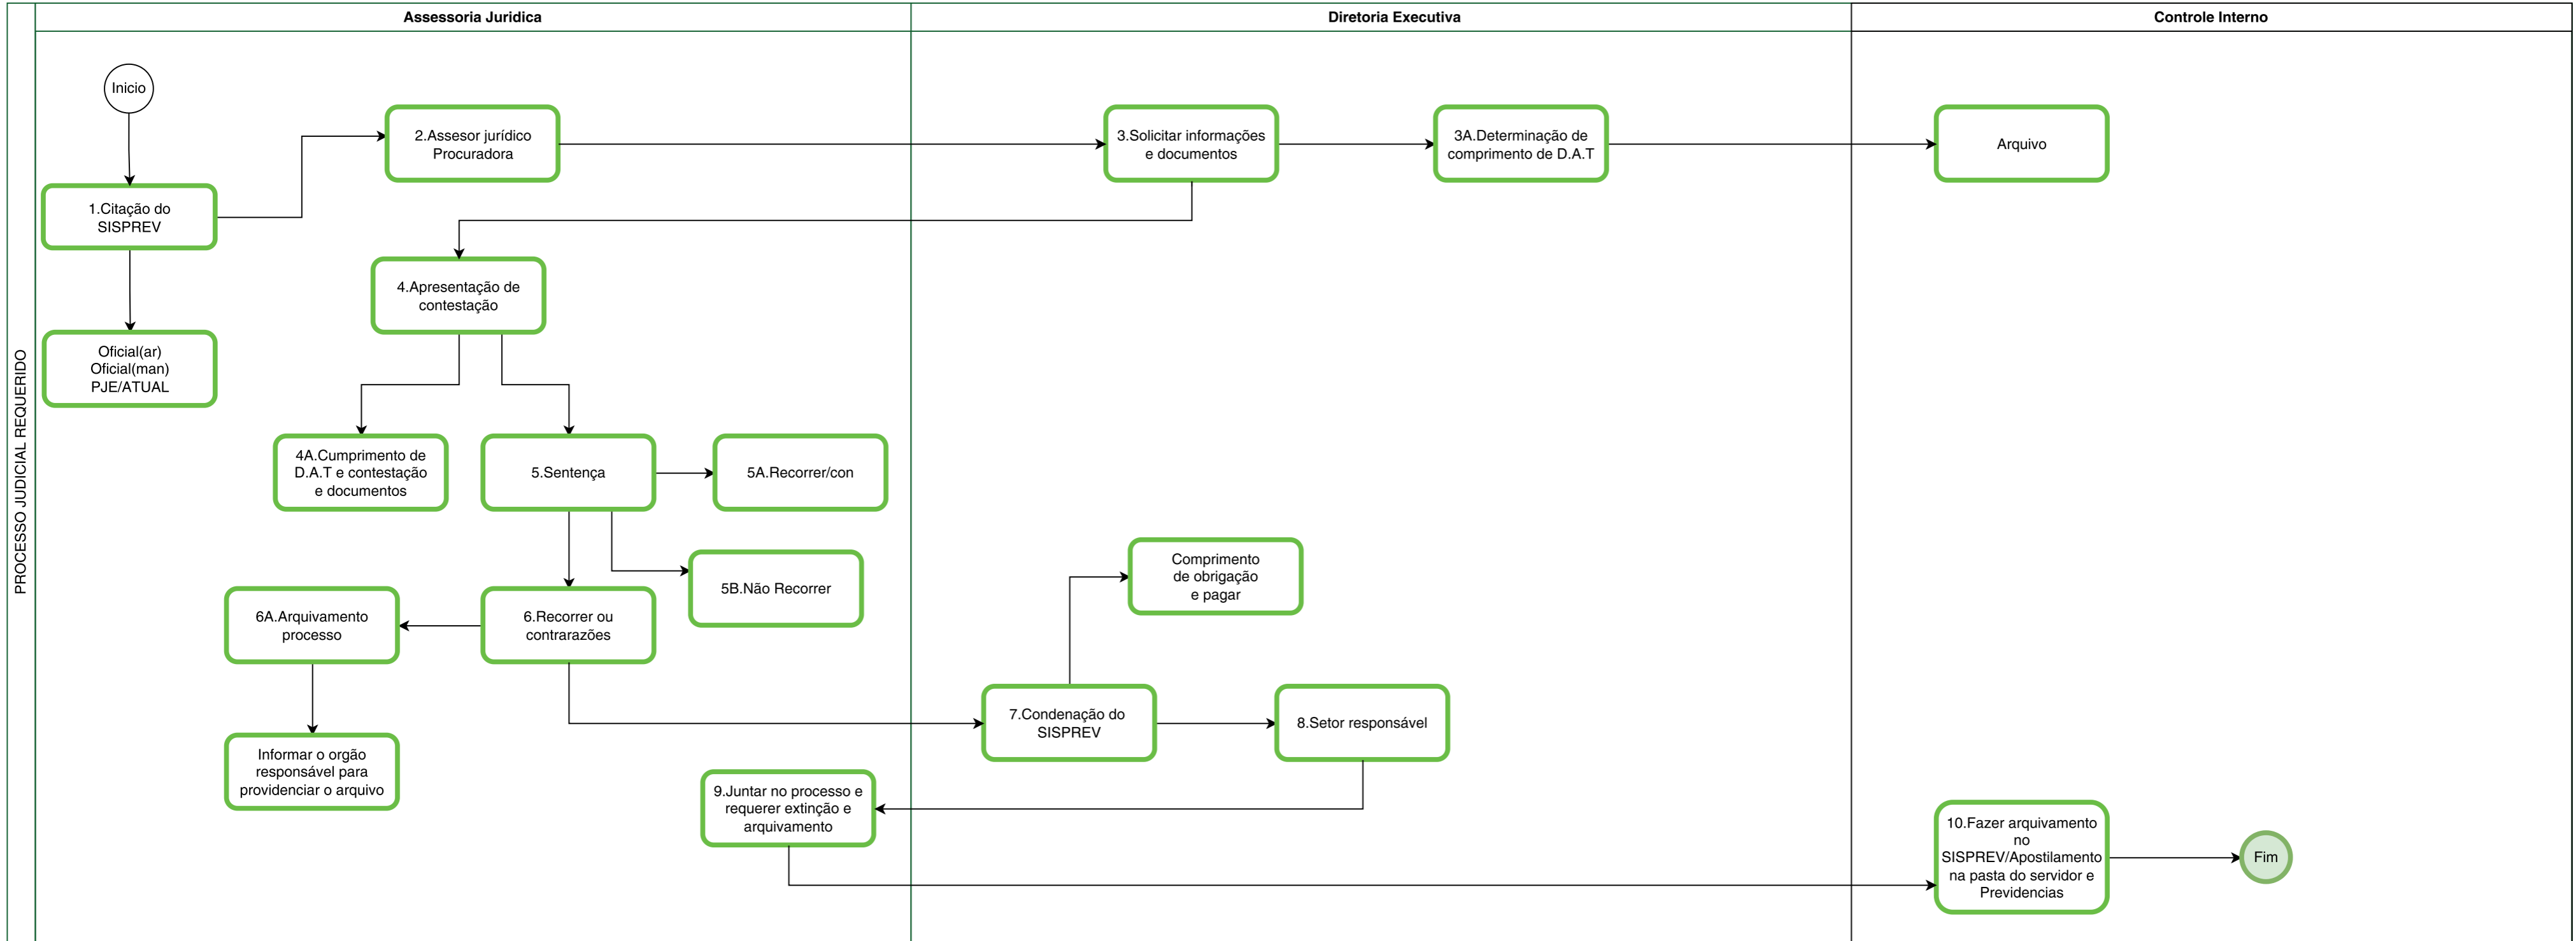 Assessoria Juridica
Diretoria Executiva
Controle Interno
PROCESSO JUDICIAL REQUERIDO
Inicio
1.Citação do
SISPREV
Oficial(ar)
Oficial(man)
PJE/ATUAL
2.Assesor jurídico
Procuradora
3.Solicitar informações
e documentos
3A.Determinação de
comprimento de D.A.T
Arquivo
4.Apresentação de
contestação
4A.Cumprimento de
D.A.T e contestação
e documentos
5.Sentença
5A.Recorrer/con
5B.Não Recorrer
6.Recorrer ou
contrarazões
6A.Arquivamento
processo
Informar o orgão
responsável para
providenciar o arquivo
Comprimento
de obrigação
e pagar
7.Condenação do
SISPREV
8.Setor responsável
9.Juntar no processo e
requerer extinção e
arquivamento
10.Fazer arquivamento
no
SISPREV/Apostilamento
na pasta do servidor e
Previdencias
Fim